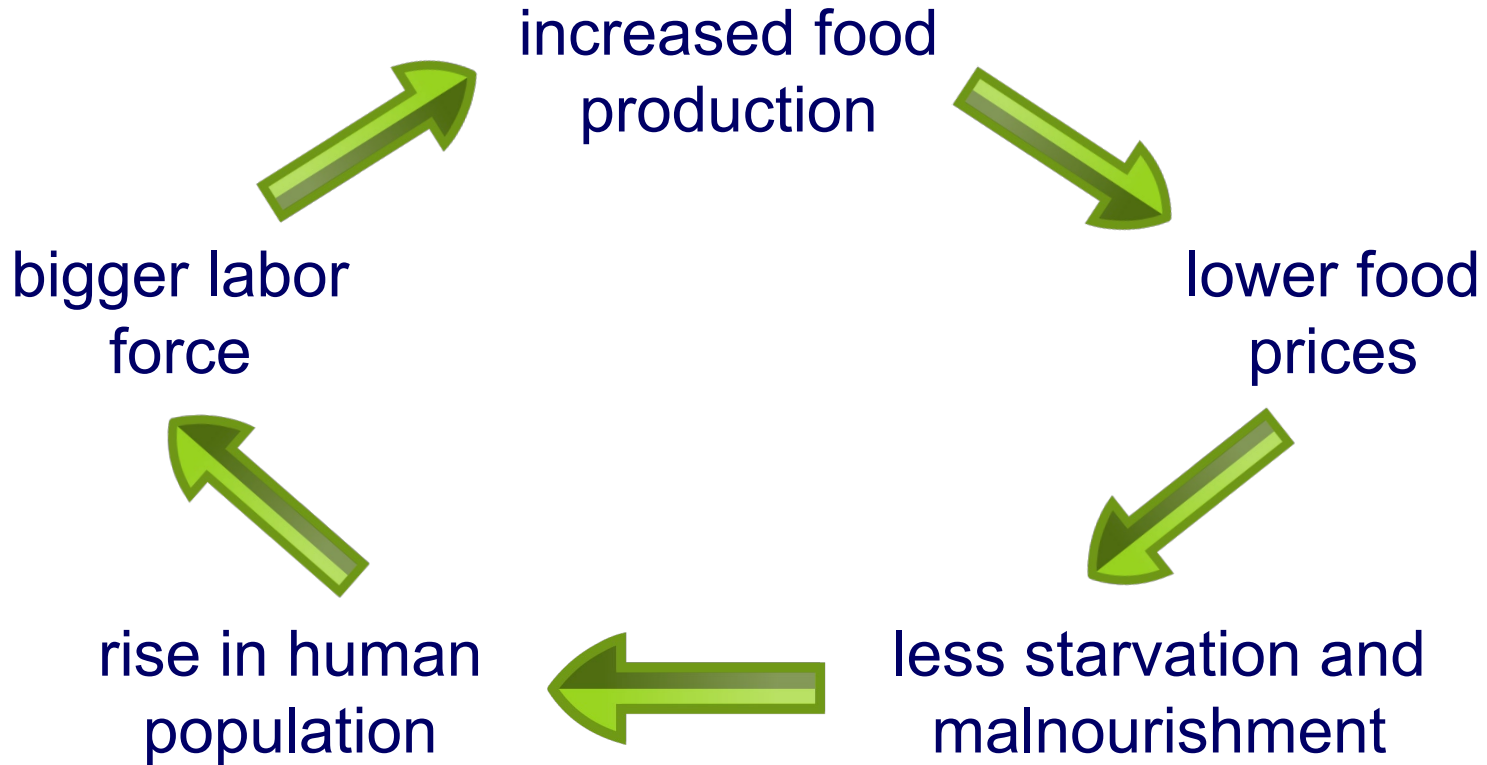 increased food
production
lower food
prices
less starvation and
malnourishment
rise in human
population
bigger labor
force